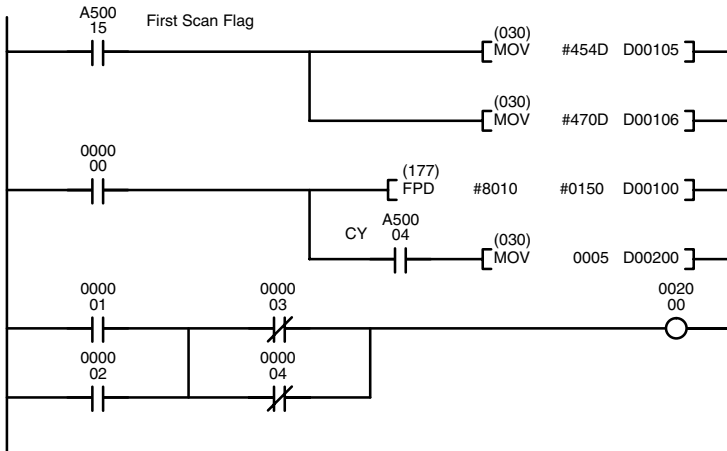 A500
15
First Scan Flag
(030)
MOV #454D D00105
(030)
MOV #470D D00106
0000
00
(177)
FPD #8010 #0150 D00100
CY
A500
04
(030)
MOV 0005 D00200
0000
01
0000
03
0020
00
0000
02
0000
04